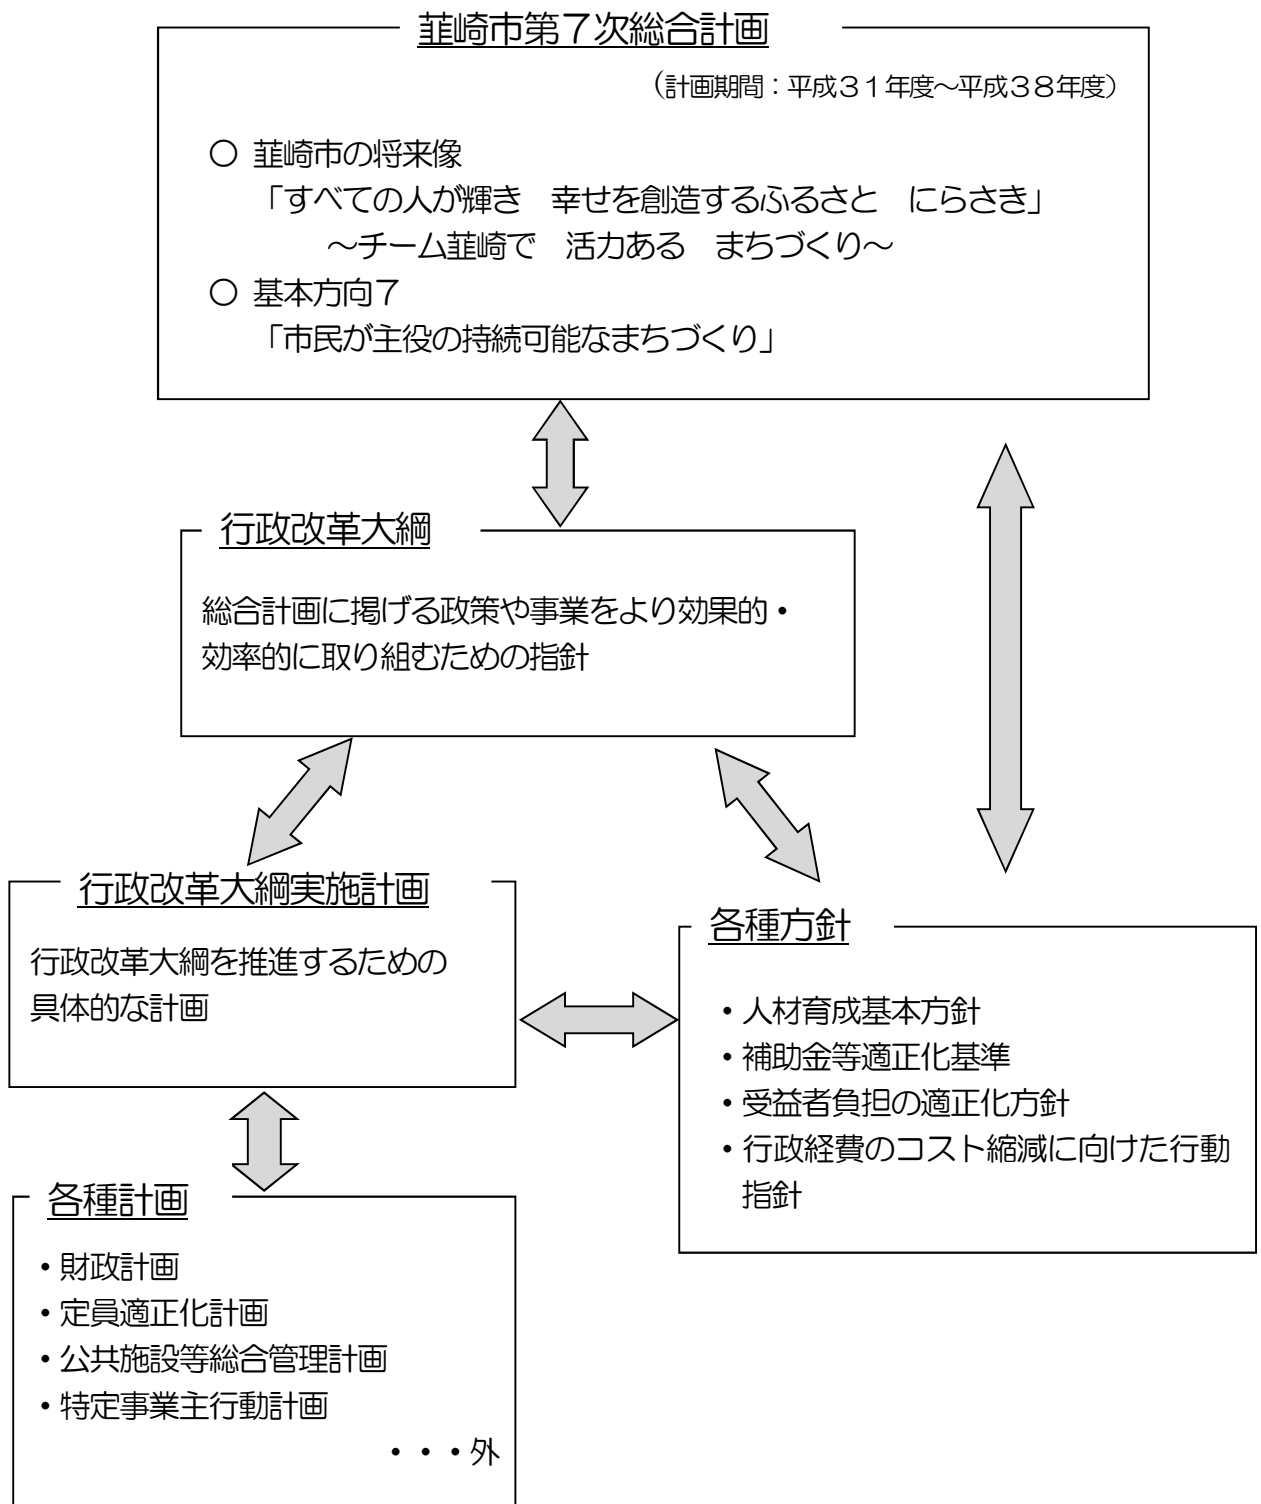 韮崎市第７次総合計画
（計画期間：平成３１年度～平成３８年度）
○ 韮崎市の将来像
「すべての人が輝き　幸せを創造するふるさと　にらさき」
～チーム韮崎で　活力ある　まちづくり～
○ 基本方向７
「市民が主役の持続可能なまちづくり」
行政改革大綱
総合計画に掲げる政策や事業をより効果的・
効率的に取り組むための指針
行政改革大綱実施計画
行政改革大綱を推進するための
具体的な計画
各種方針
・人材育成基本方針
・補助金等適正化基準
・受益者負担の適正化方針
・行政経費のコスト縮減に向けた行動
指針
各種計画
・財政計画
・定員適正化計画
・公共施設等総合管理計画
・特定事業主行動計画
・・・外